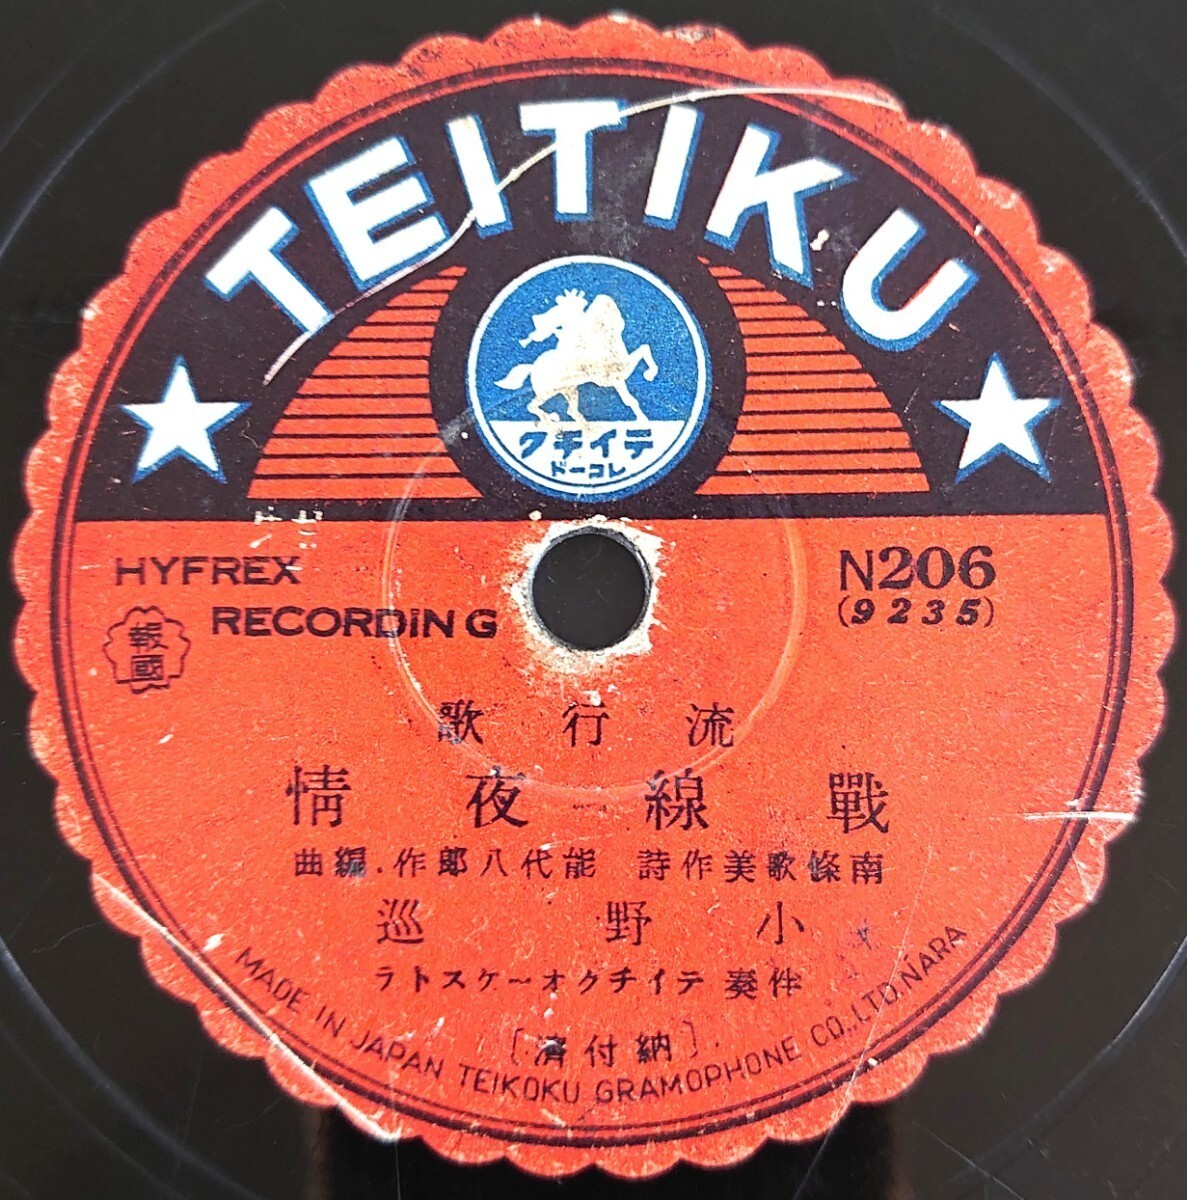 TEITIKU
テイチク
レコード
HYFREX
RECORDING
報國
N206
(9235)
流行歌
戰線夜情
南條歌美作詩 能代八郎作.編曲
小野 巡
伴奏 テイチクオーケストラ
[納付濟]
MADE IN JAPAN TEIKOKU GRAMOPHONE CO., LTD. NARA